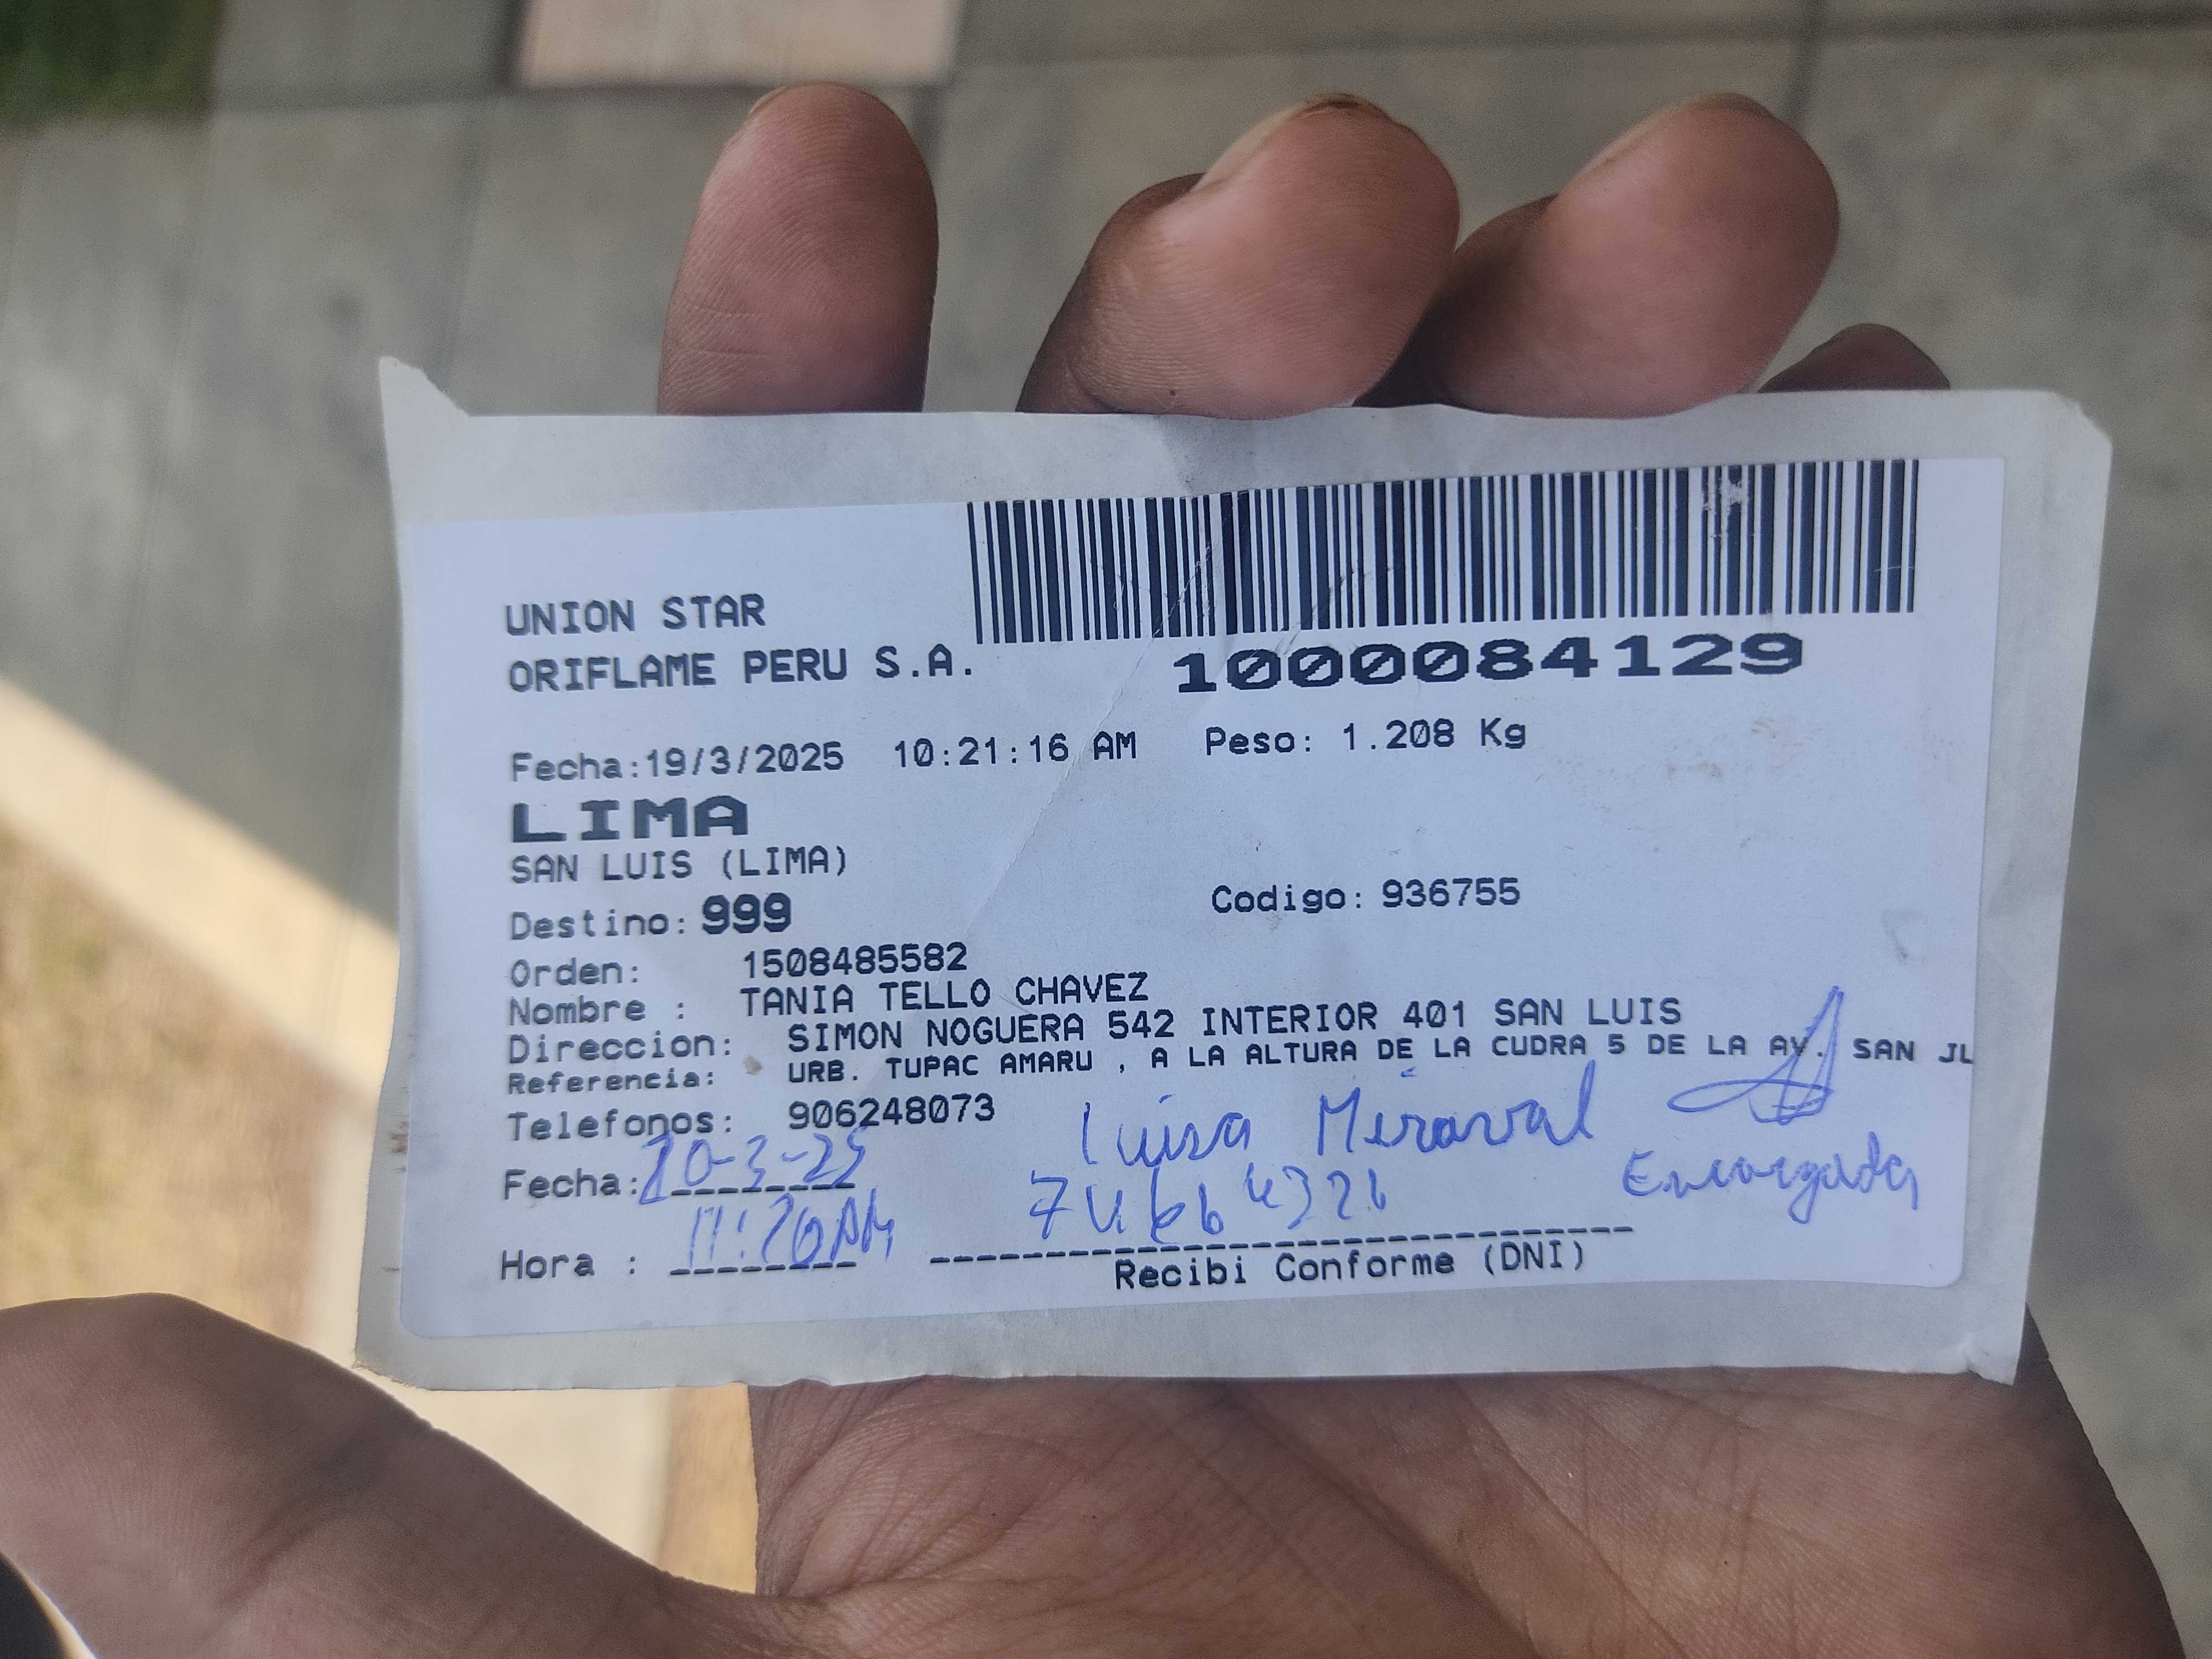 UNION STAR
ORIFLAME PERU S.A.
1000084129
Fecha:19/3/2025 10:21:16 AM Peso: 1.208 Kg
LIMA
SAN LUIS (LIMA)
Destino: 999 Codigo: 936755
Orden: 1508485582
Nombre : TANIA TELLO CHAVEZ
Direccion: SIMON NOGUERA 542 INTERIOR 401 SAN LUIS
Referencia: URB. TUPAC AMARU , A LA ALTURA DE LA CUDRA 5 DE LA AV. SAN JL
Telefonos: 906248073
Luisa Miraval
Fecha: 20-3-25
Encargada
Hora : 11:20AM
Recibi Conforme (DNI)